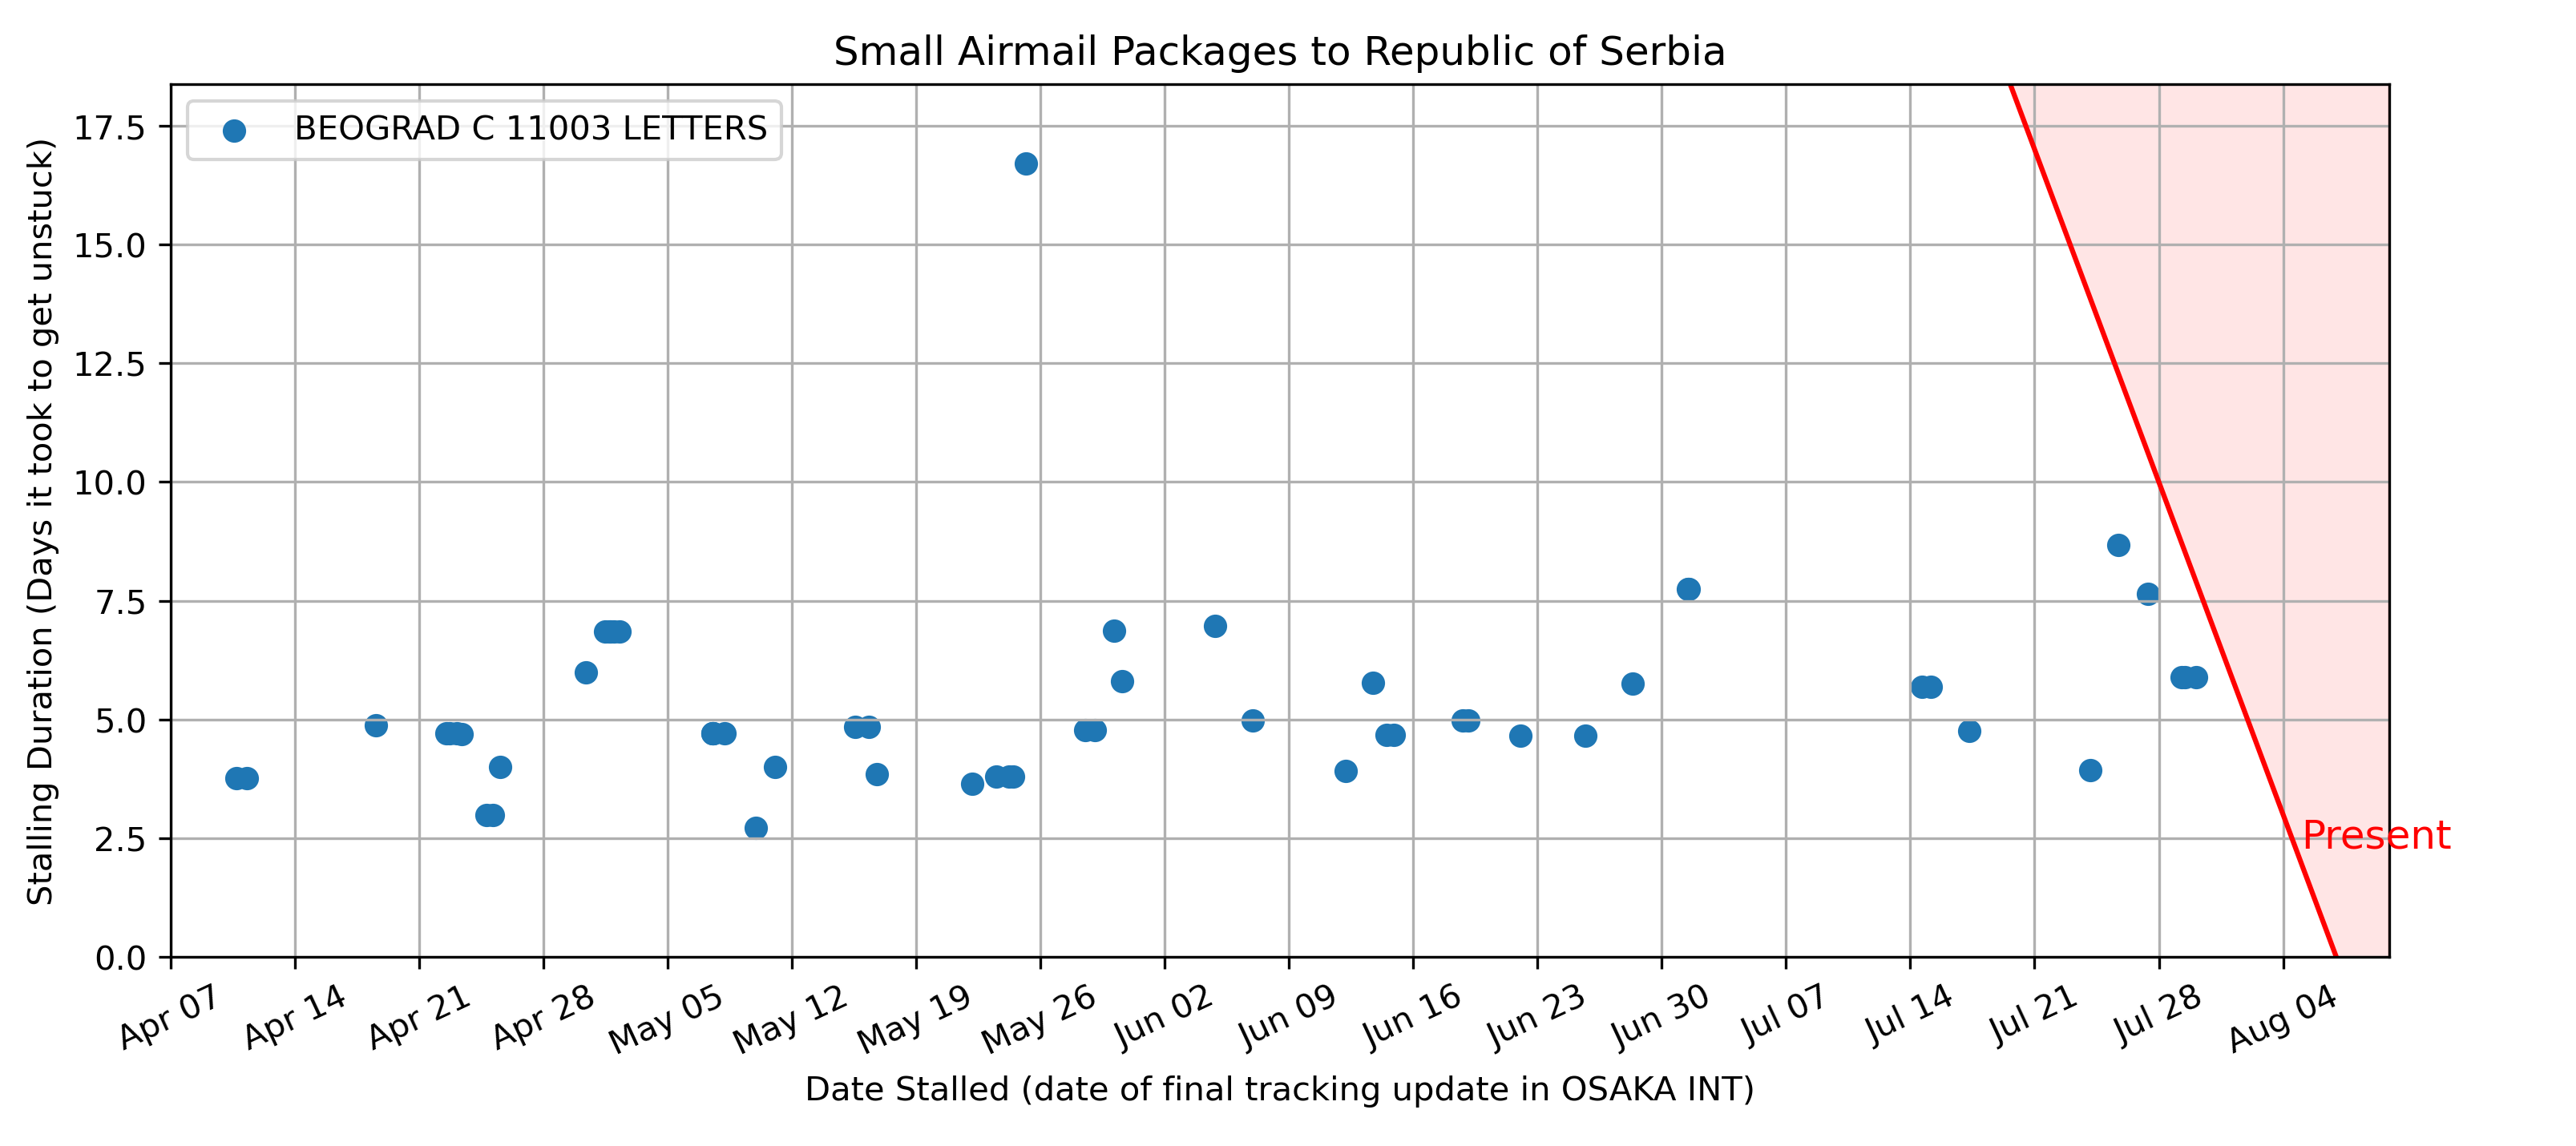 Small Airmail Packages to Republic of Serbia
BEOGRAD C 11003 LETTERS
Stalling Duration (Days it took to get unstuck)
17.5
15.0
12.5
10.0
7.5
5.0
2.5
0.0
Present
Apr 07
Apr 14
Apr 21
Apr 28
May 05
May 12
May 19
May 26
Jun 02
Jun 09
Jun 16
Jun 23
Jun 30
Jul 07
Jul 14
Jul 21
Jul 28
Aug 04
Date Stalled (date of final tracking update in OSAKA INT)